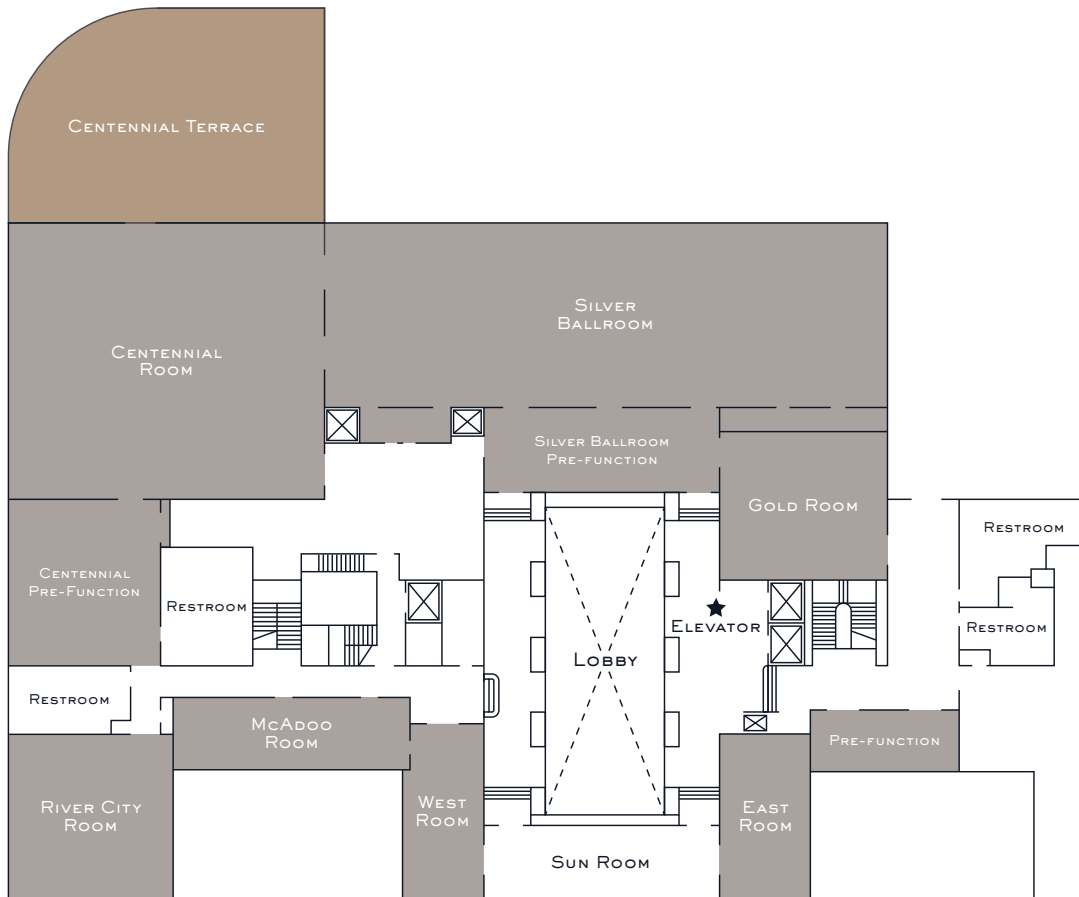 Centennial Terrace
Silver
Ballroom
Centennial
Room
Silver Ballroom
Pre-function
Gold Room
Restroom
Centennial
Pre-Function
Restroom
Elevator
Restroom
Lobby
Restroom
McAdoo
Room
Pre-function
River City
Room
West
Room
East
Room
Sun Room